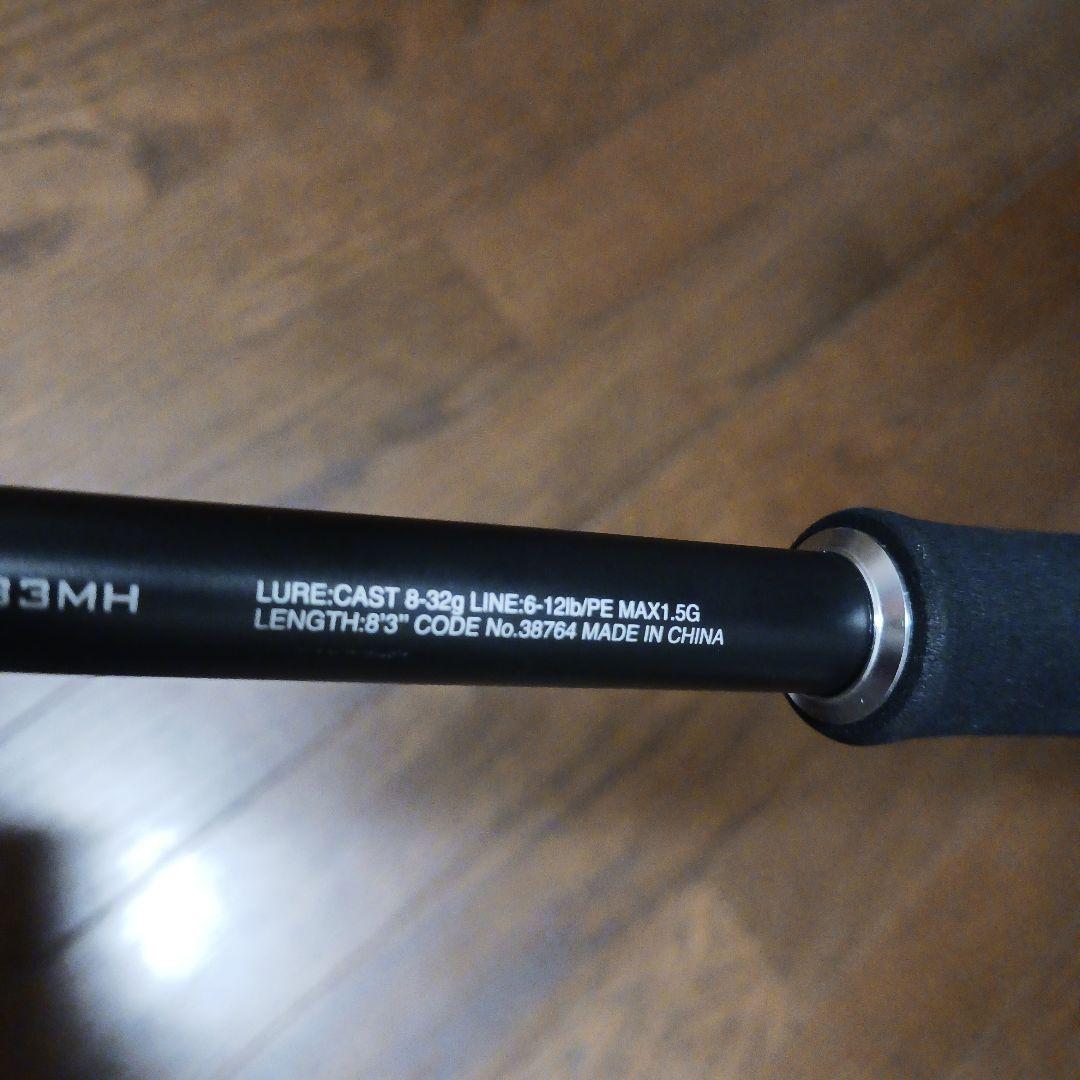 83MH
LURE:CAST 8-32g LINE:6-12lb/PE MAX1.5G
LENGTH:8'3" CODE No.38764 MADE IN CHINA